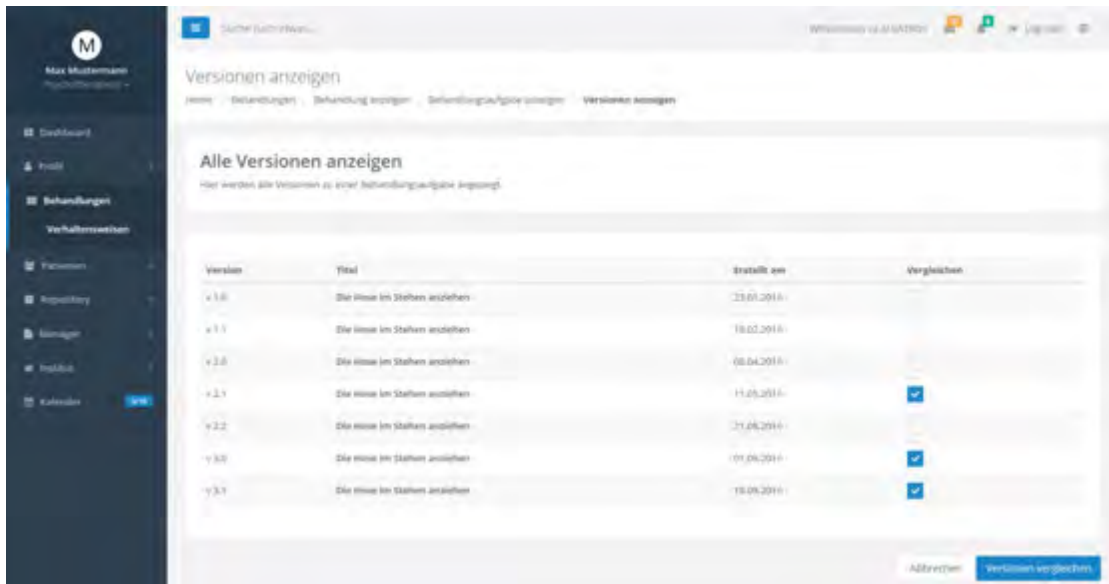 Suche nach etwas...
Log out
M
Max Mustermann
Psychotherapeut
Versionen anzeigen
Home Behandlungen Behandlung anzeigen Behandlungsaufgabe anzeigen Versionen anzeigen
Dashboard
Profil
Behandlungen
Verhaltensweisen
Patienten
Repository
Manager
Institut
Kalender
Alle Versionen anzeigen
Hier werden alle Versionen zu einer Behandlungsaufgabe angezeigt.
Version Titel Erstellt am Vergleichen
v 1.0 Die Hose im Stehen anziehen
v 1.1 Die Hose im Stehen anziehen
v 2.0 Die Hose im Stehen anziehen
v 2.1 Die Hose im Stehen anziehen
v 2.2 Die Hose im Stehen anziehen
v 3.0 Die Hose im Stehen anziehen
v 3.1 Die Hose im Stehen anziehen
Abbrechen Versionen vergleichen